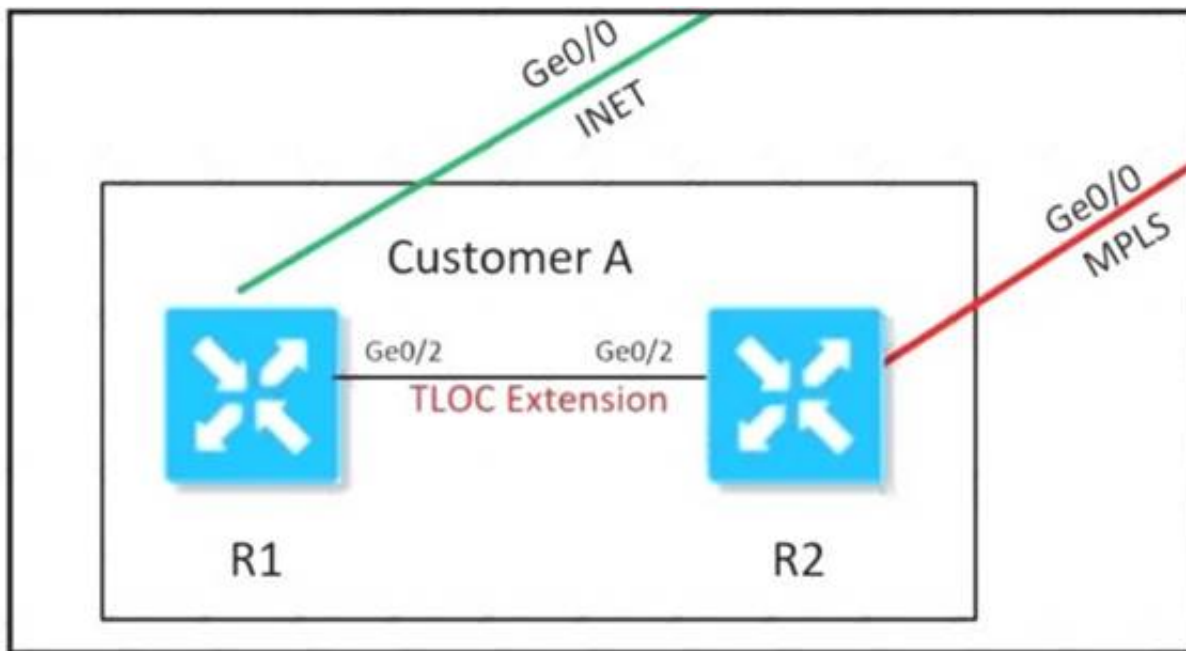 Ge0/0
INET
Ge0/0
MPLS
Customer A
Ge0/2
Ge0/2
TLOC Extension
R1
R2